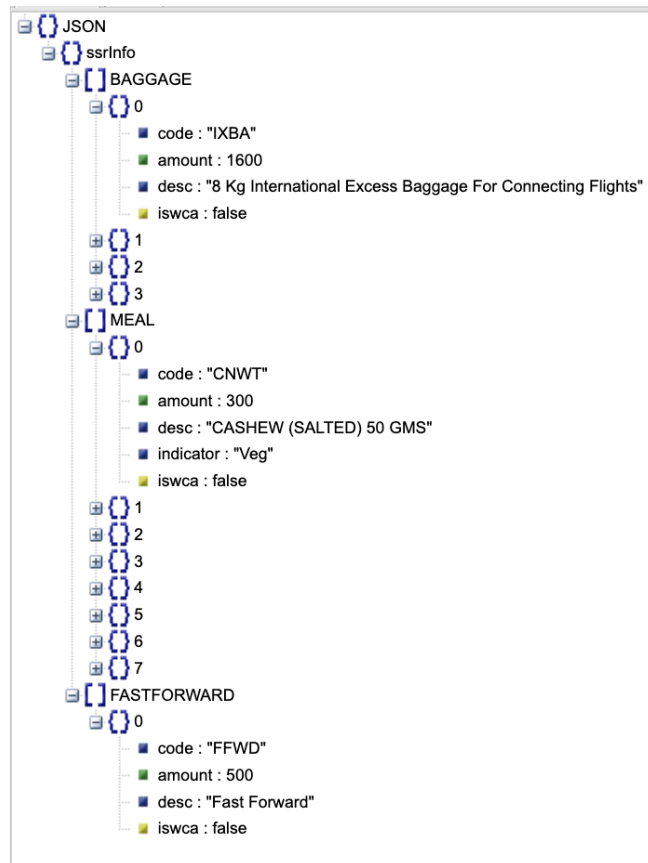 JSON
ssrInfo
BAGGAGE
0
code : "IXBA"
amount : 1600
desc : "8 Kg International Excess Baggage For Connecting Flights"
iswca : false
1
2
3
MEAL
0
code : "CNWT"
amount : 300
desc : "CASHEW (SALTED) 50 GMS"
indicator : "Veg"
iswca : false
1
2
3
4
5
6
7
FASTFORWARD
0
code : "FFWD"
amount : 500
desc : "Fast Forward"
iswca : false